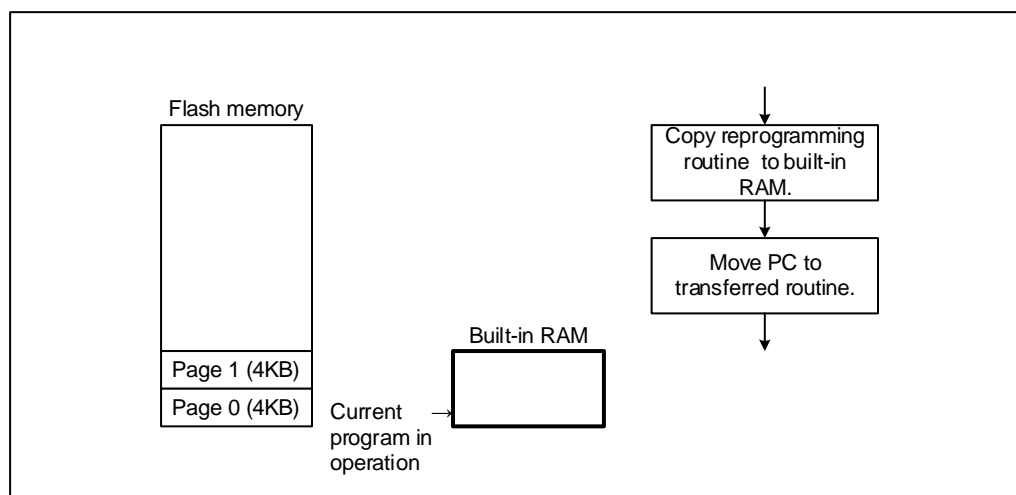 Flash memory
Page 1 (4KB)
Page 0 (4KB)
Current
program in
operation
→
Built-in RAM
Copy reprogramming
routine to built-in
RAM.
Move PC to
transferred routine.